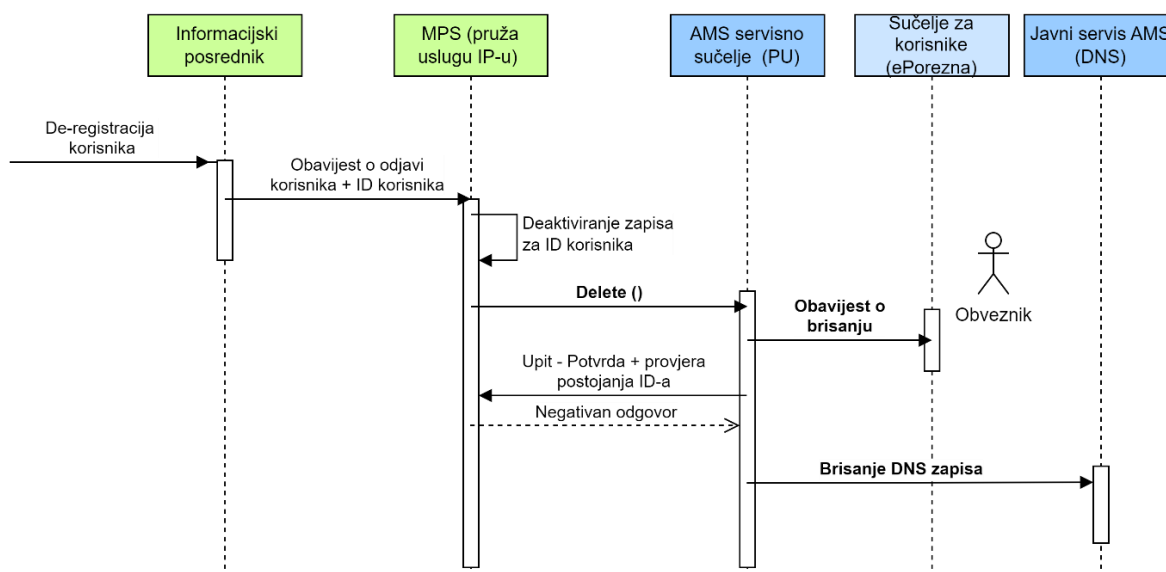 Informacijski
posrednik
MPS (pruža
uslugu IP-u)
AMS servisno
sučelje (PU)
Sučelje za
korisnike
(ePorezna)
Javni servis AMS
(DNS)
De-registracija
korisnika
Obavijest o odjavi
korisnika + ID korisnika
Deaktiviranje zapisa
za ID korisnika
Delete ()
Obavijest o
brisanju
Obveznik
Upit - Potvrda + provjera
postojanja ID-a
Negativan odgovor
Brisanje DNS zapisa